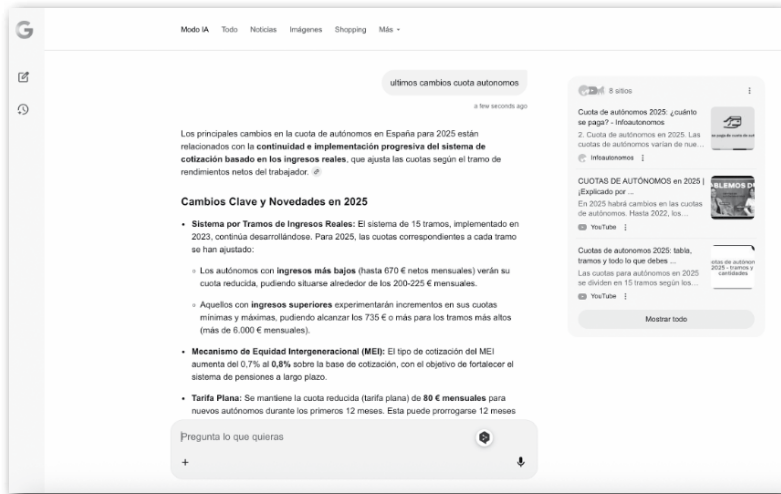 Modo IA Todo Noticias Imágenes Shopping Más
ultimos cambios cuota autonomos
a few seconds ago
Los principales cambios en la cuota de autónomos en España para 2025 están
relacionados con la continuidad e implementación progresiva del sistema de
cotización basado en los ingresos reales, que ajusta las cuotas según el tramo de
rendimientos netos del trabajador.
Cambios Clave y Novedades en 2025
• Sistema por Tramos de Ingresos Reales: El sistema de 15 tramos, implementado en
2023, continúa desarrollándose. Para 2025, las cuotas correspondientes a cada tramo
se han ajustado:
Los autónomos con ingresos más bajos (hasta 670 € netos mensuales) verán su
cuota reducida, pudiendo situarse alrededor de los 200-225 € mensuales.
Aquellos con ingresos superiores experimentarán incrementos en sus cuotas
mínimas y máximas, pudiendo alcanzar los 735 € o más para los tramos más altos
(más de 6.000 € mensuales).
• Mecanismo de Equidad Intergeneracional (MEI): El tipo de cotización del MEI
aumenta del 0,7% al 0,8% sobre la base de cotización, con el objetivo de fortalecer el
sistema de pensiones a largo plazo.
• Tarifa Plana: Se mantiene la cuota reducida (tarifa plana) de 80 € mensuales para
nuevos autónomos durante los primeros 12 meses. Esta puede prorrogarse 12 meses
Pregunta lo que quieras
8 sitios
Cuota de autónomos 2025: ¿cuánto
se paga? - Infoautonomos
2. Cuota de autónomos en 2025. Las
cuotas de autónomos varían de nue...
Infoautonomos
CUOTAS DE AUTÓNOMOS en 2025 |
¡Explicado por ...
En 2025 habrá cambios en las cuotas
de autónomos. Hasta 2022, los...
YouTube
BLEMOS D
Cuotas de autonomos 2025: tabla,
tramos y todo lo que debes ...
Las cuotas para autónomos en 2025
se dividen en 15 tramos según los...
YouTube
otas de autónom
2025 - tramos y
cantidades
Mostrar todo